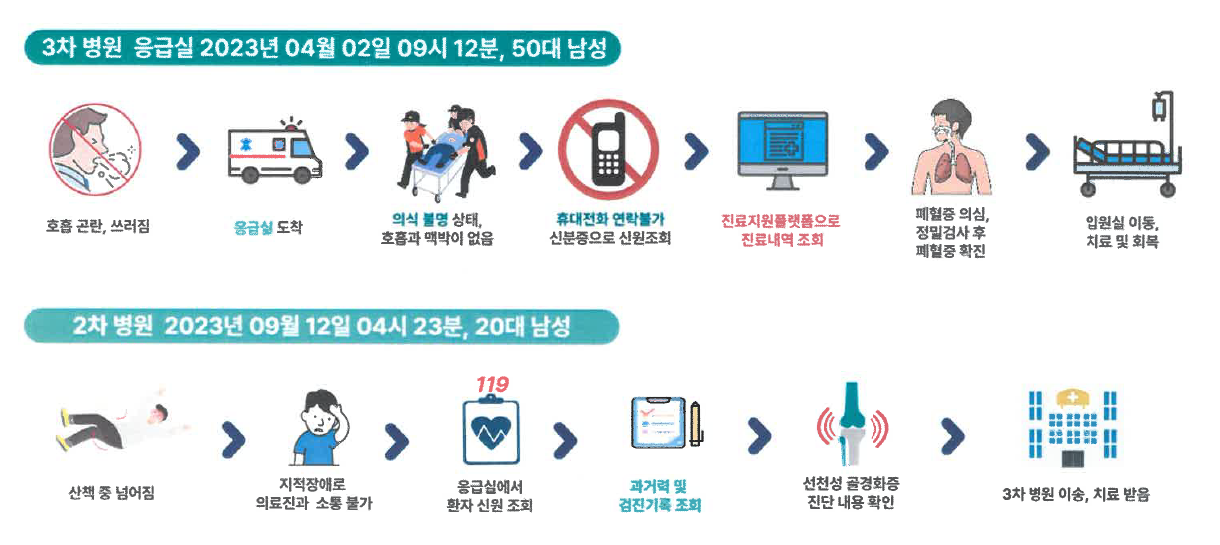 3차 병원 응급실 2023년 04월 02일 09시 12분, 50대 남성
호흡 곤란, 쓰러짐
응급실 도착
의식 불명 상태,
호흡과 맥박이 없음
휴대전화 연락불가
신분증으로 신원조회
진료지원플랫폼으로
진료내역 조회
폐혈증 의심,
정밀검사 후
폐혈증 확진
입원실 이동,
치료 및 회복
2차 병원 2023년 09월 12일 04시 23분, 20대 남성
산책 중 넘어짐
지적장애로
의료진과 소통 불가
119
응급실에서
환자 신원 조회
과거력 및
검진기록 조회
선천성 골경화증
진단 내용 확인
3차 병원 이송, 치료 받음